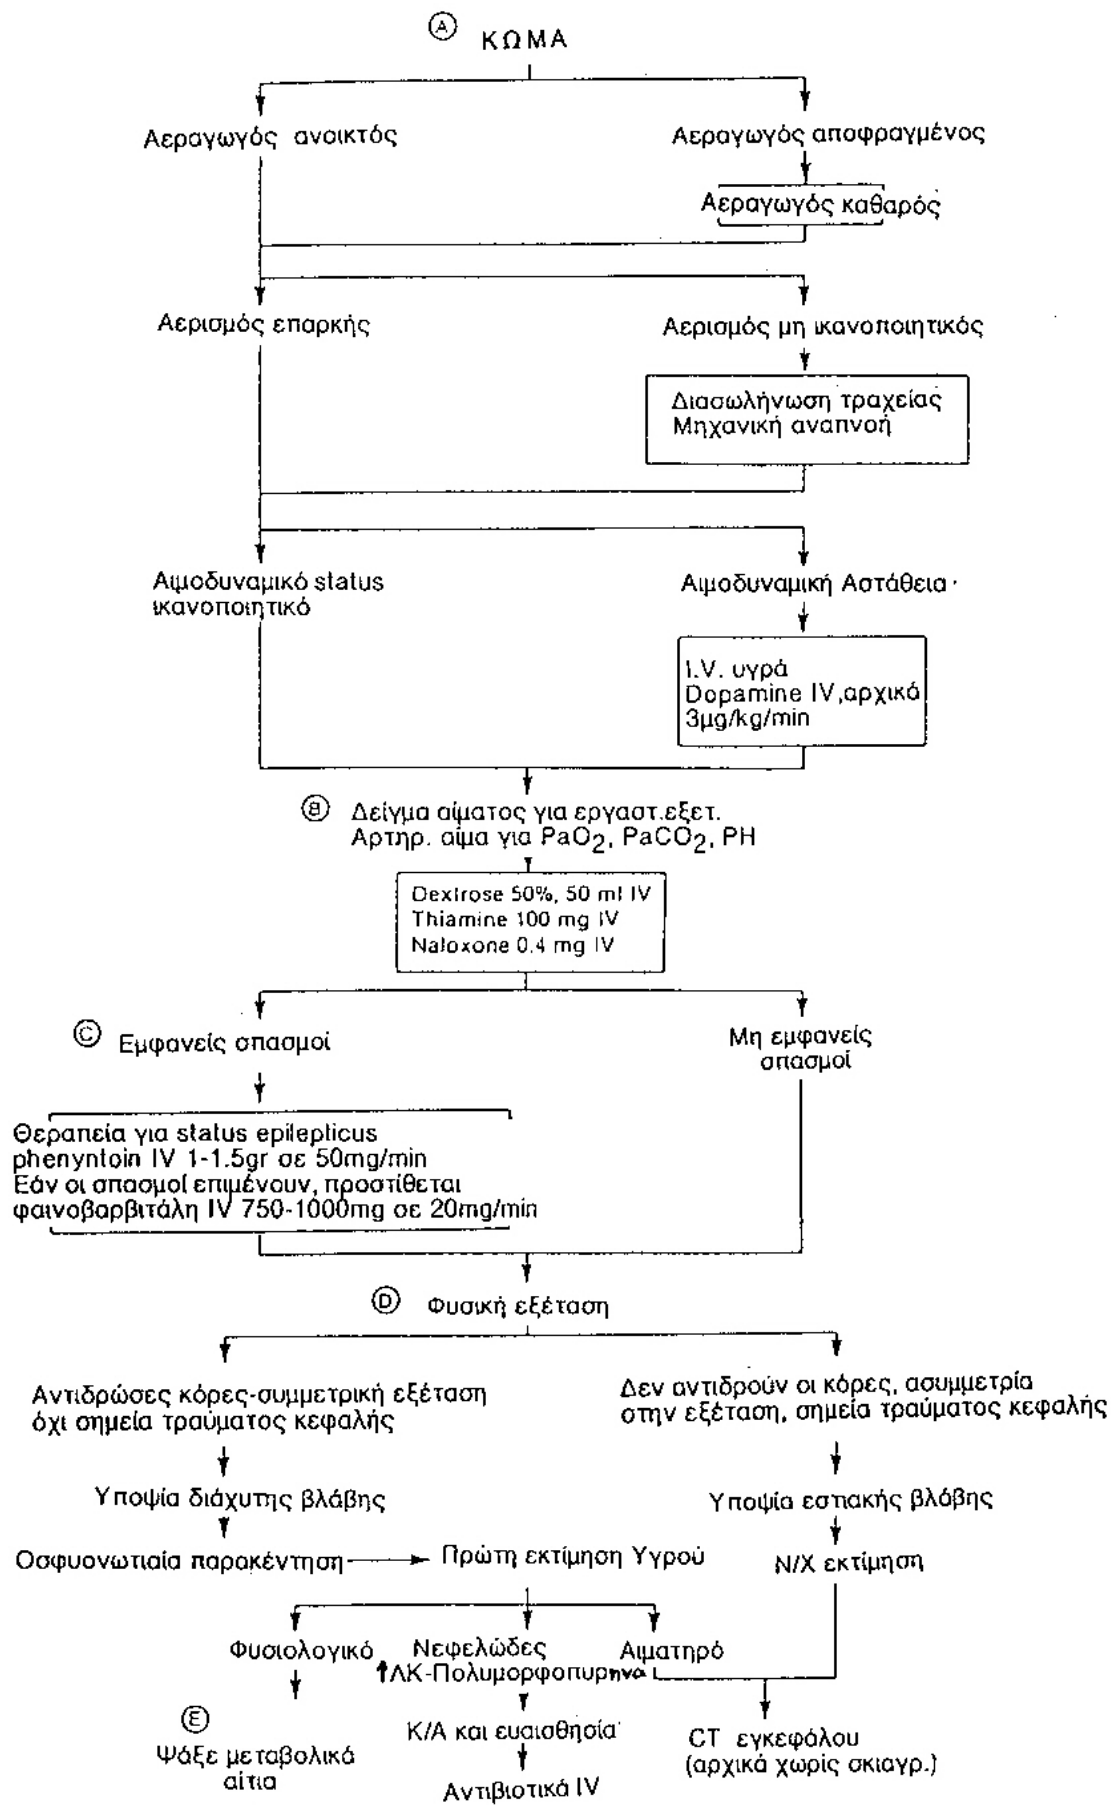 Ⓐ ΚΩΜΑ
Αεραγωγός ανοικτός
Αεραγωγός αποφραγμένος
Αεραγωγός καθαρός
Αερισμός επαρκής
Αερισμός μη ικανοποιητικός
Διασωλήνωση τραχείας
Μηχανική αναπνοή
Αιμοδυναμικό status
ικανοποιητικό
Αιμοδυναμική Αστάθεια
I.V. υγρά
Dopamine IV,αρχικά
3μg/kg/min
Ⓑ Δείγμα αίματος για εργαστ.εξετ.
Αρτηρ. αίμα για PaO2, PaCO2, PH
Dextrose 50%, 50 ml IV
Thiamine 100 mg IV
Naloxone 0.4 mg IV
Ⓒ Εμφανείς σπασμοί
Μη εμφανείς
σπασμοί
Θεραπεία για status epilepticus
phenyntoin IV 1-1.5gr σε 50mg/min
Εάν οι σπασμοί επιμένουν, προστίθεται
φαινοβαρβιτάλη IV 750-1000mg σε 20mg/min
Ⓓ Φυσική εξέταση
Αντιδρώσες κόρες-συμμετρική εξέταση
όχι σημεία τραύματος κεφαλής
Δεν αντιδρούν οι κόρες, ασυμμετρία
στην εξέταση, σημεία τραύματος κεφαλής
Υποψία διάχυτης βλάβης
Υποψία εστιακής βλάβης
Οσφυονωτιαία παρακέντηση
Πρώτη εκτίμηση Υγρού
Ν/Χ εκτίμηση
Φυσιολογικό
Νεφελώδες
↑ΛΚ-Πολυμορφοπυρηνα
Αιματηρό
Ⓔ
Ψάξε μεταβολικά
αίτια
Κ/Α και ευαισθησία
Αντιβιοτικά IV
CT εγκεφάλου
(αρχικά χωρίς σκιαγρ.)